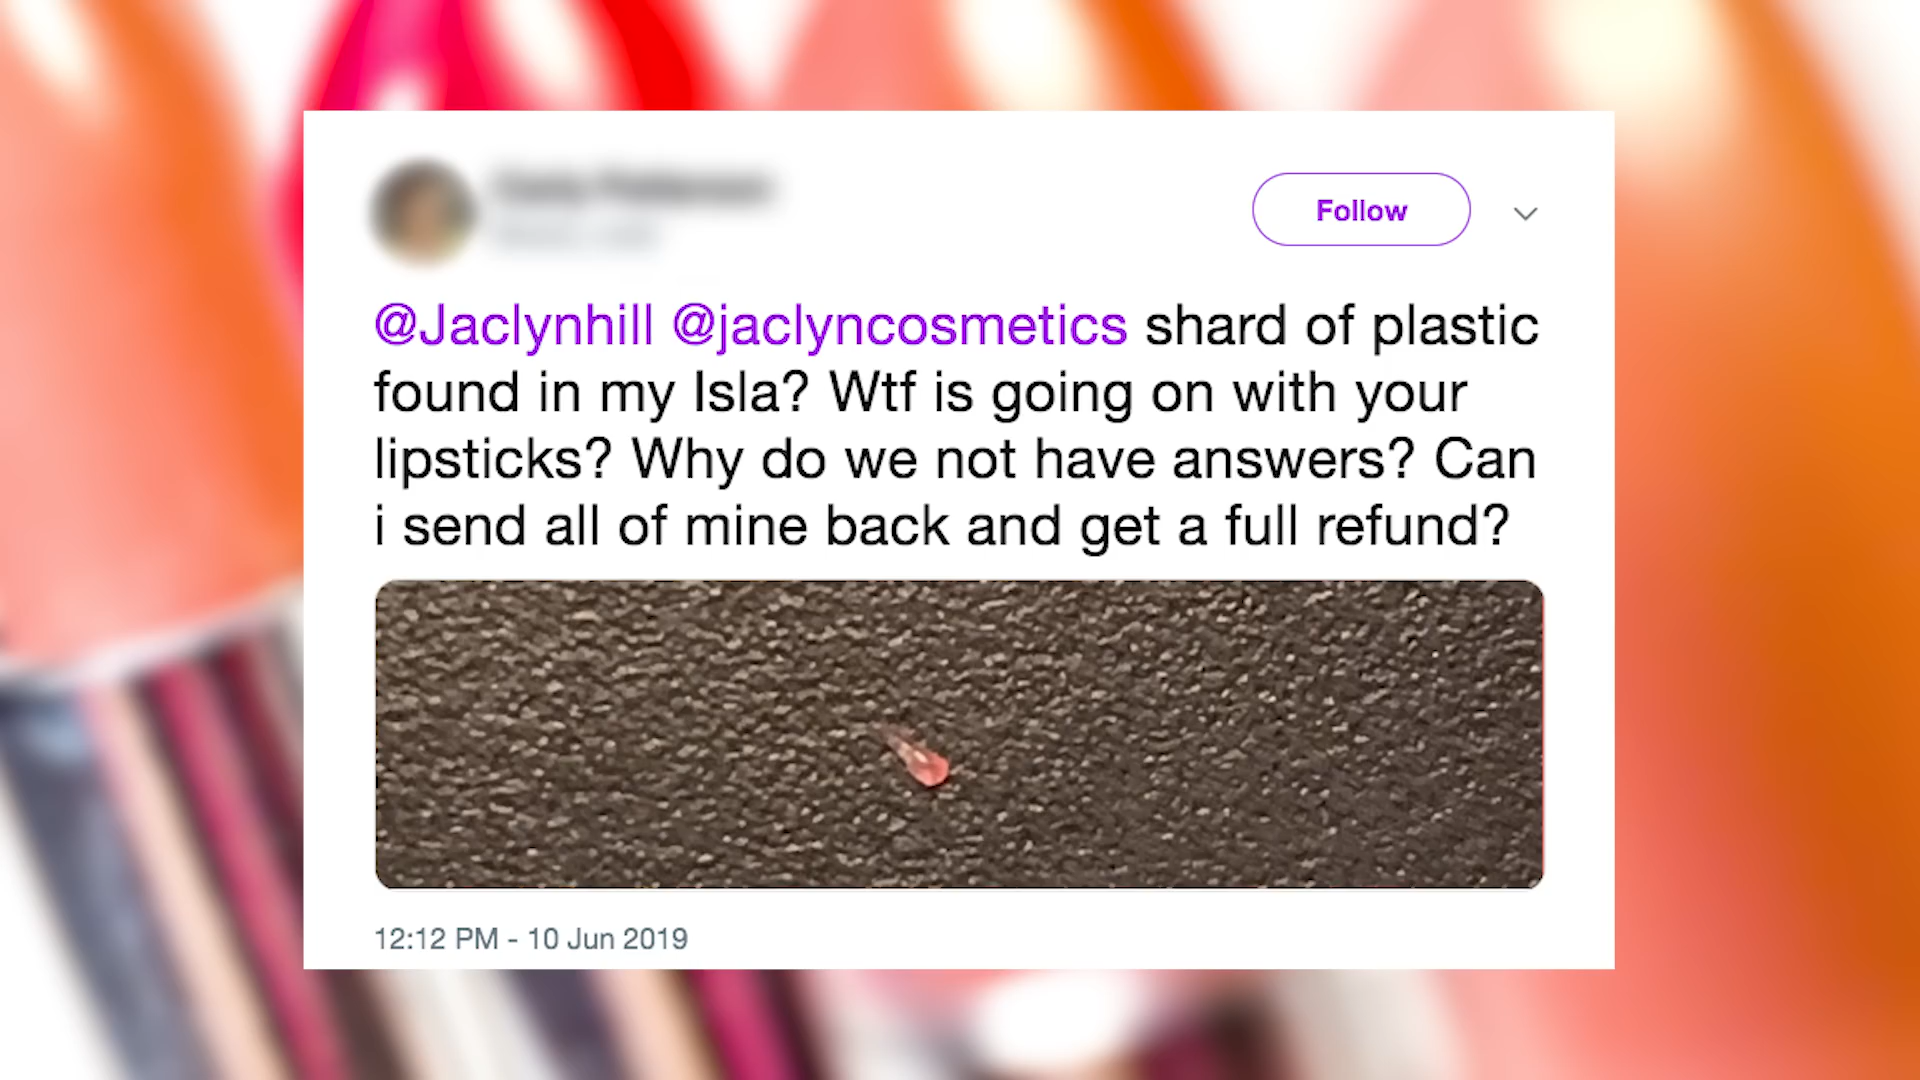 Follow
@Jaclynhill @jaclyncosmetics shard of plastic
found in my Isla? Wtf is going on with your
lipsticks? Why do we not have answers? Can
i send all of mine back and get a full refund?
12:12 PM - 10 Jun 2019